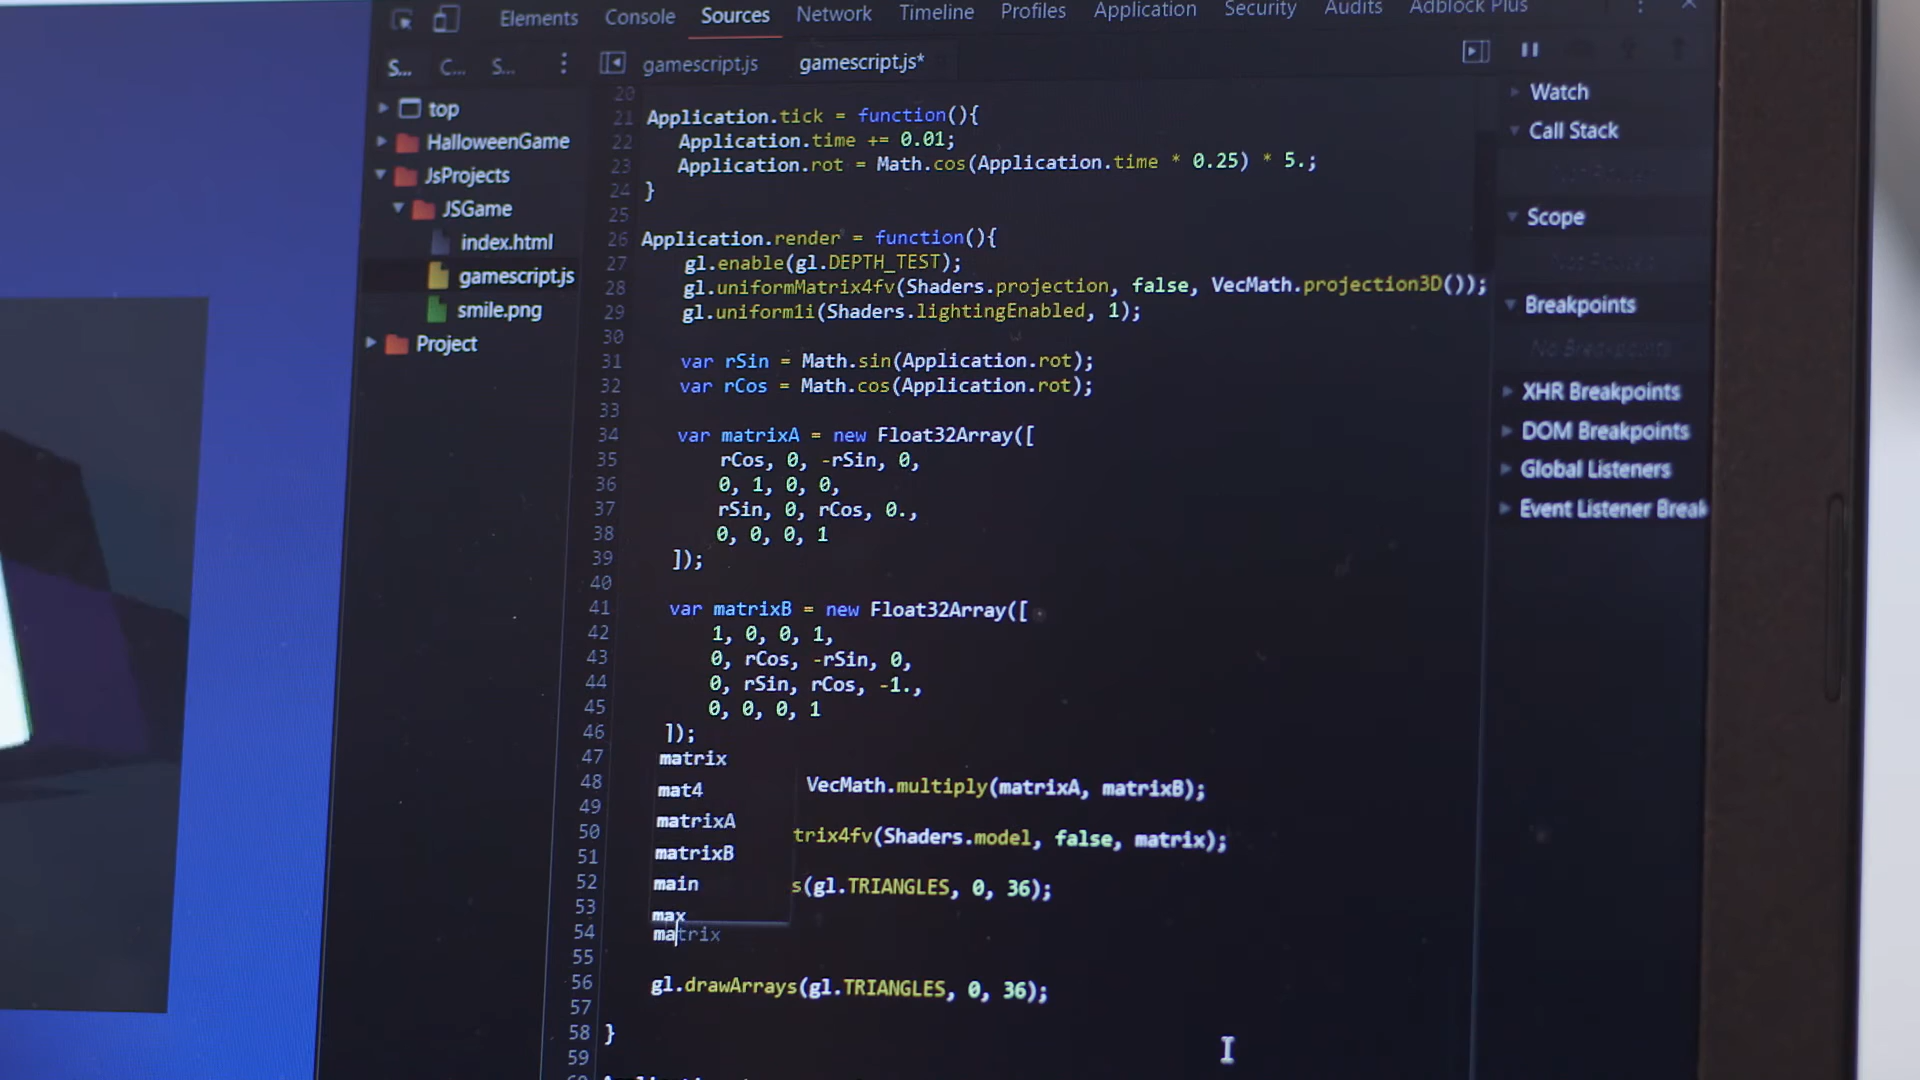 Elements Console Sources Network Timeline Profiles Application Security Audits Adblock Plus
S... C... S... gamescript.js gamescript.js*
top
HalloweenGame
JsProjects
JSGame
index.html
gamescript.js
smile.png
Project
20
21 Application.tick = function(){
22 Application.time += 0.01;
23 Application.rot = Math.cos(Application.time * 0.25) * 5.;
24 }
25
26 Application.render = function(){
27 gl.enable(gl.DEPTH_TEST);
28 gl.uniformMatrix4fv(Shaders.projection, false, VecMath.projection3D());
29 gl.uniform1i(Shaders.lightingEnabled, 1);
30
31 var rSin = Math.sin(Application.rot);
32 var rCos = Math.cos(Application.rot);
33
34 var matrixA = new Float32Array([
35 rCos, 0, -rSin, 0,
36 0, 1, 0, 0,
37 rSin, 0, rCos, 0.,
38 0, 0, 0, 1
39 ]);
40
41 var matrixB = new Float32Array([
42 1, 0, 0, 1,
43 0, rCos, -rSin, 0,
44 0, rSin, rCos, -1.,
45 0, 0, 0, 1
46 ]);
47
48 VecMath.multiply(matrixA, matrixB);
49
50 trix4fv(Shaders.model, false, matrix);
51
52 s(gl.TRIANGLES, 0, 36);
53
54 matrix
55
56 gl.drawArrays(gl.TRIANGLES, 0, 36);
57
58 }
59
matrix
mat4
matrixA
matrixB
main
max
Watch
Call Stack
Not Paused
Scope
Not Paused
Breakpoints
No Breakpoints
XHR Breakpoints
DOM Breakpoints
Global Listeners
Event Listener Break